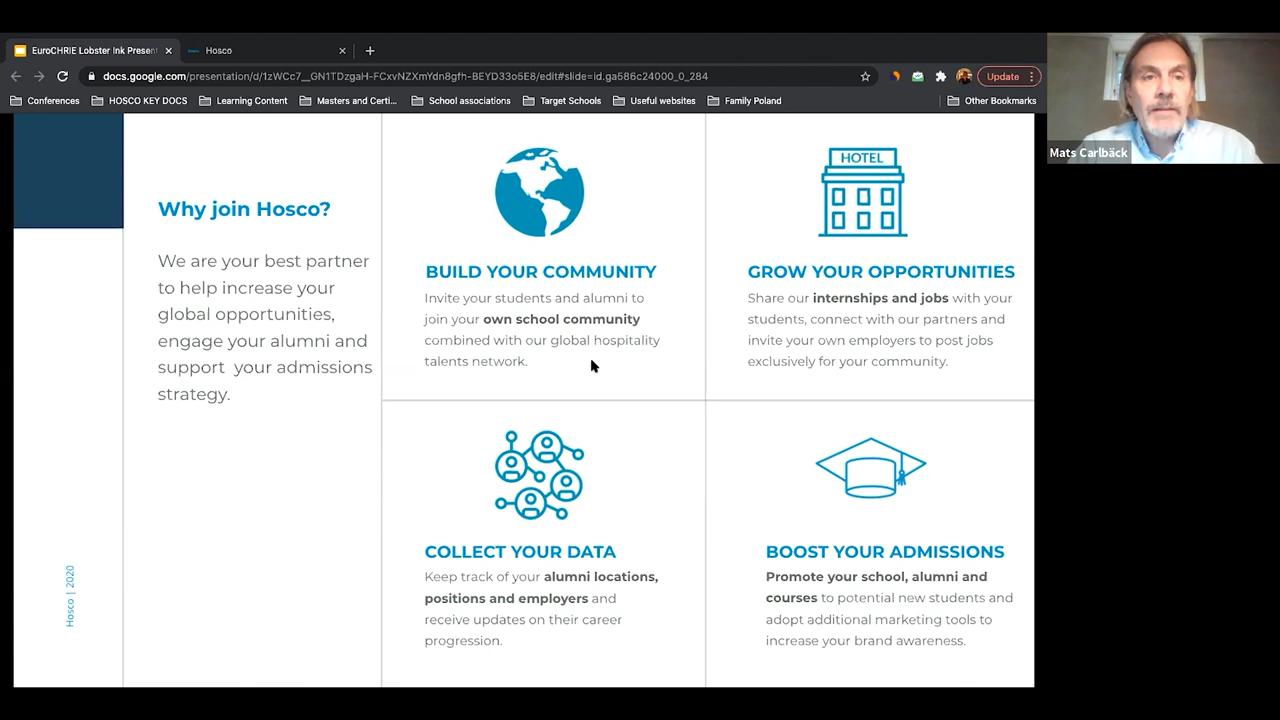 EuroCHRIE Lobster Ink Presen
Hosco
docs.google.com/presentation/d/1zWCc7__GN1TDzgaH-FCxvNZXmYdn8gfh-BEYD33o5E8/edit#slide=id.ga586c24000_0_284
Update
Conferences
HOSCO KEY DOCS
Learning Content
Masters and Certi...
School associations
Target Schools
Useful websites
Family Poland
Other Bookmarks
Mats Carlbäck
Why join Hosco?
We are your best partner
to help increase your
global opportunities,
engage your alumni and
support your admissions
strategy.
Hosco | 2020
BUILD YOUR COMMUNITY
Invite your students and alumni to
join your own school community
combined with our global hospitality
talents network.
HOTEL
GROW YOUR OPPORTUNITIES
Share our internships and jobs with your
students, connect with our partners and
invite your own employers to post jobs
exclusively for your community.
COLLECT YOUR DATA
Keep track of your alumni locations,
positions and employers and
receive updates on their career
progression.
BOOST YOUR ADMISSIONS
Promote your school, alumni and
courses to potential new students and
adopt additional marketing tools to
increase your brand awareness.